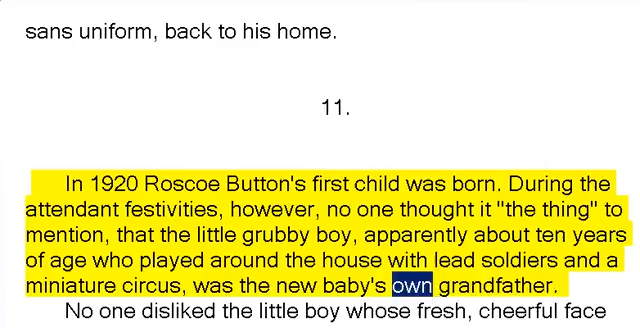 sans uniform, back to his home.
11.
In 1920 Roscoe Button's first child was born. During the
attendant festivities, however, no one thought it "the thing" to
mention, that the little grubby boy, apparently about ten years
of age who played around the house with lead soldiers and a
miniature circus, was the new baby's own grandfather.
No one disliked the little boy whose fresh, cheerful face